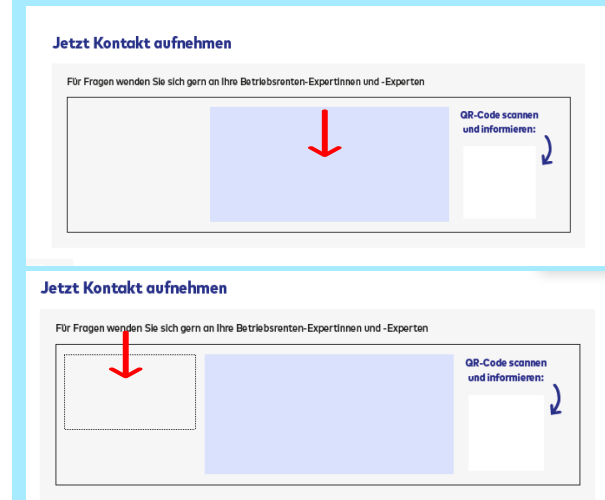 Jetzt Kontakt aufnehmen
Für Fragen wenden Sie sich gern an Ihre Betriebsrenten-Expertinnen und -Experten
QR-Code scannen
und informieren:
Jetzt Kontakt aufnehmen
Für Fragen wenden Sie sich gern an Ihre Betriebsrenten-Expertinnen und -Experten
QR-Code scannen
und informieren: